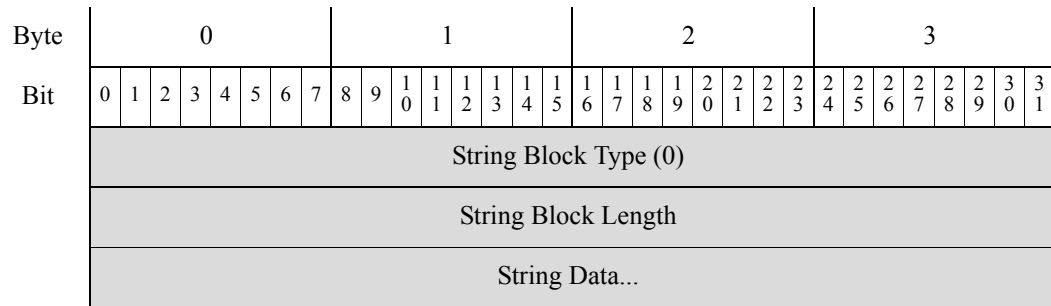 Byte 0 1 2 3
Bit 0 1 2 3 4 5 6 7 8 9 10 11 12 13 14 15 16 17 18 19 20 21 22 23 24 25 26 27 28 29 30 31
String Block Type (0)
String Block Length
String Data...